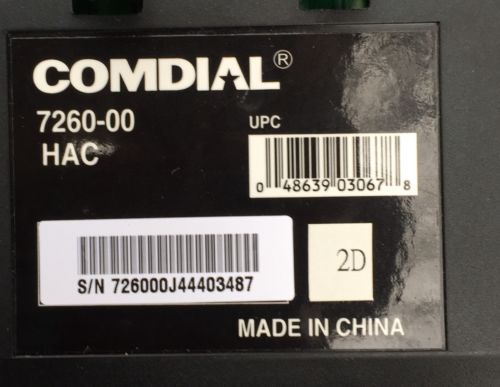 COMDIAL®
7260-00
HAC
UPC
0 48639 03067 8
S/N 726000J44403487
2D
MADE IN CHINA